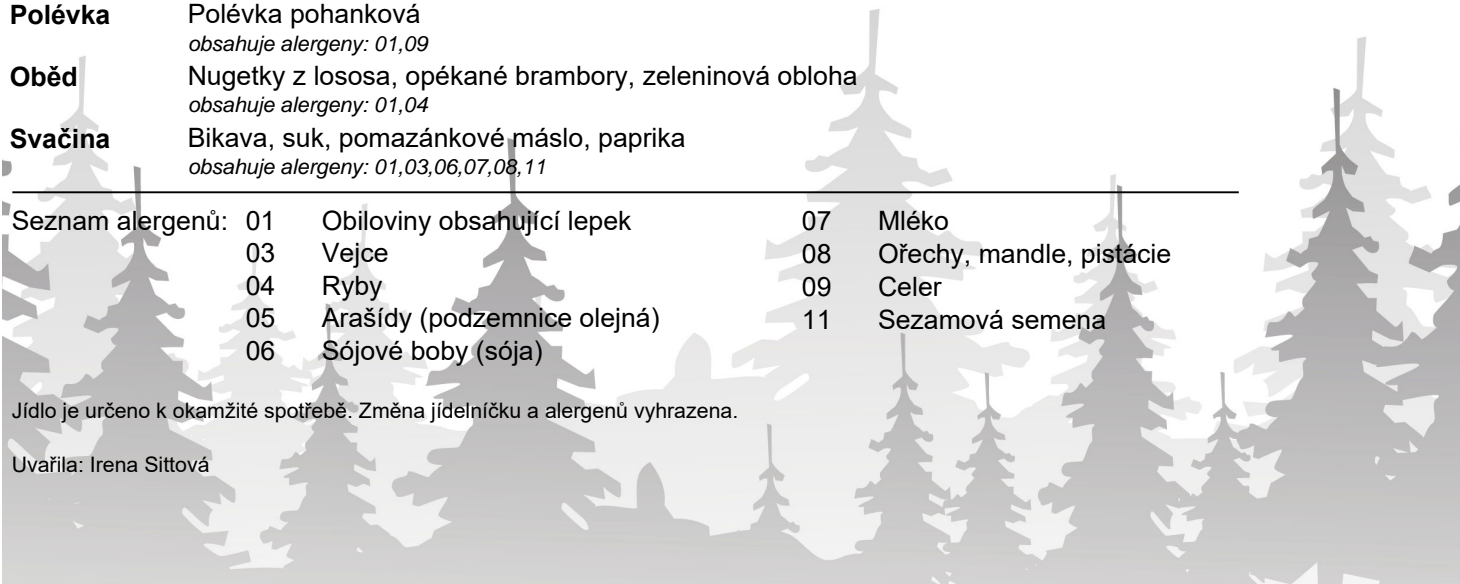 Polévka Polévka pohanková
obsahuje alergeny: 01,09
Oběd Nugetky z lososa, opékané brambory, zeleninová obloha
obsahuje alergeny: 01,04
Svačina Bikava, suk, pomazánkové máslo, paprika
obsahuje alergeny: 01,03,06,07,08,11
Seznam alergenů: 01 Obiloviny obsahující lepek 07 Mléko
03 Vejce 08 Ořechy, mandle, pistácie
04 Ryby 09 Celer
05 Arašídy (podzemnice olejná) 11 Sezamová semena
06 Sójové boby (sója)
Jídlo je určeno k okamžité spotřebě. Změna jídelníčku a alergenů vyhrazena.
Uvařila: Irena Sittová